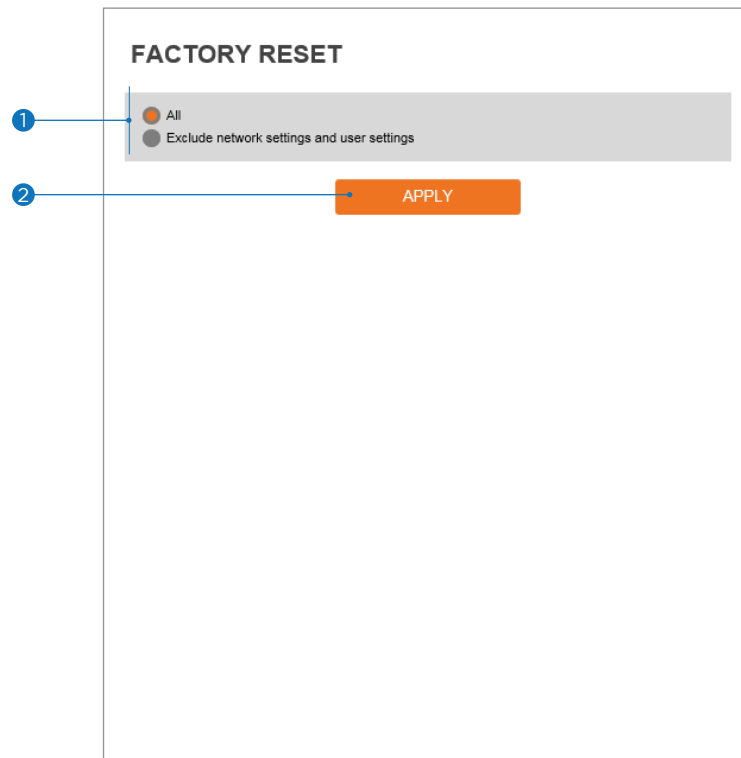 FACTORY RESET
1
All
Exclude network settings and user settings
2
APPLY